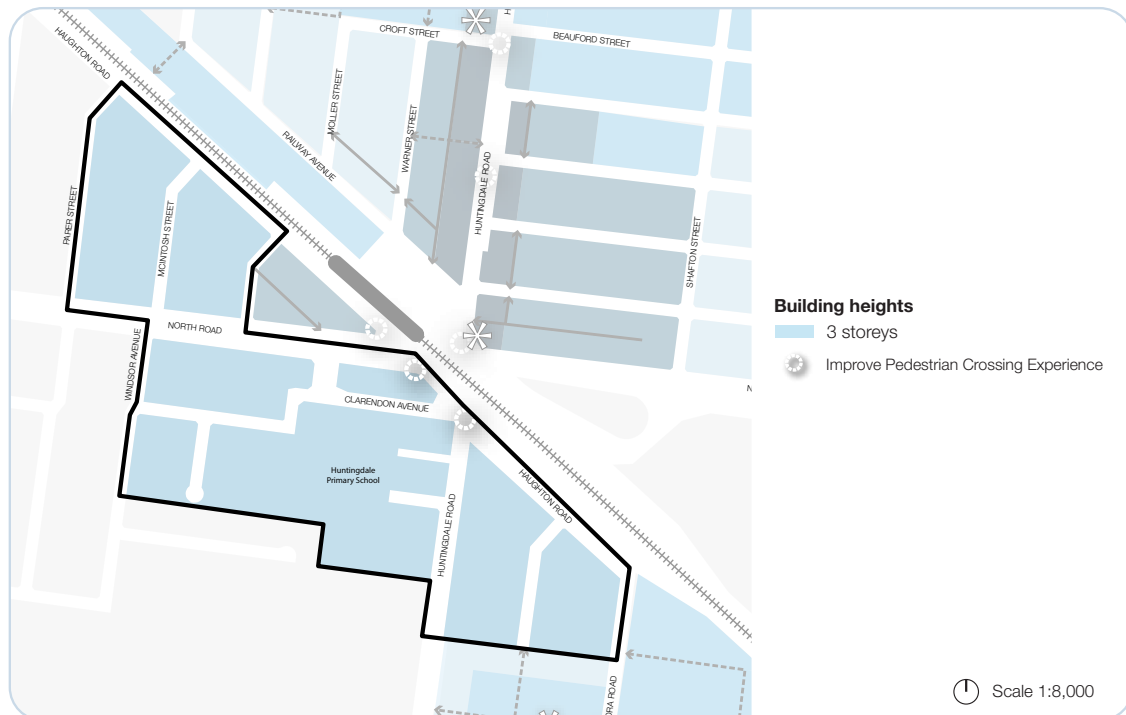 HAUGHTON ROAD
CROFT STREET
BEAUFORD STREET
H
MOLLER STREET
WARNER STREET
RAILWAY AVENUE
HUNTINGDALE ROAD
SHAFTON STREET
PARER STREET
MCINTOSH STREET
NORTH ROAD
WINDSOR AVENUE
CLARENDON AVENUE
N
Huntingdale
Primary School
HAUGHTON ROAD
HUNTINGDALE ROAD
ORA ROAD
Building heights
3 storeys
Improve Pedestrian Crossing Experience
Scale 1:8,000